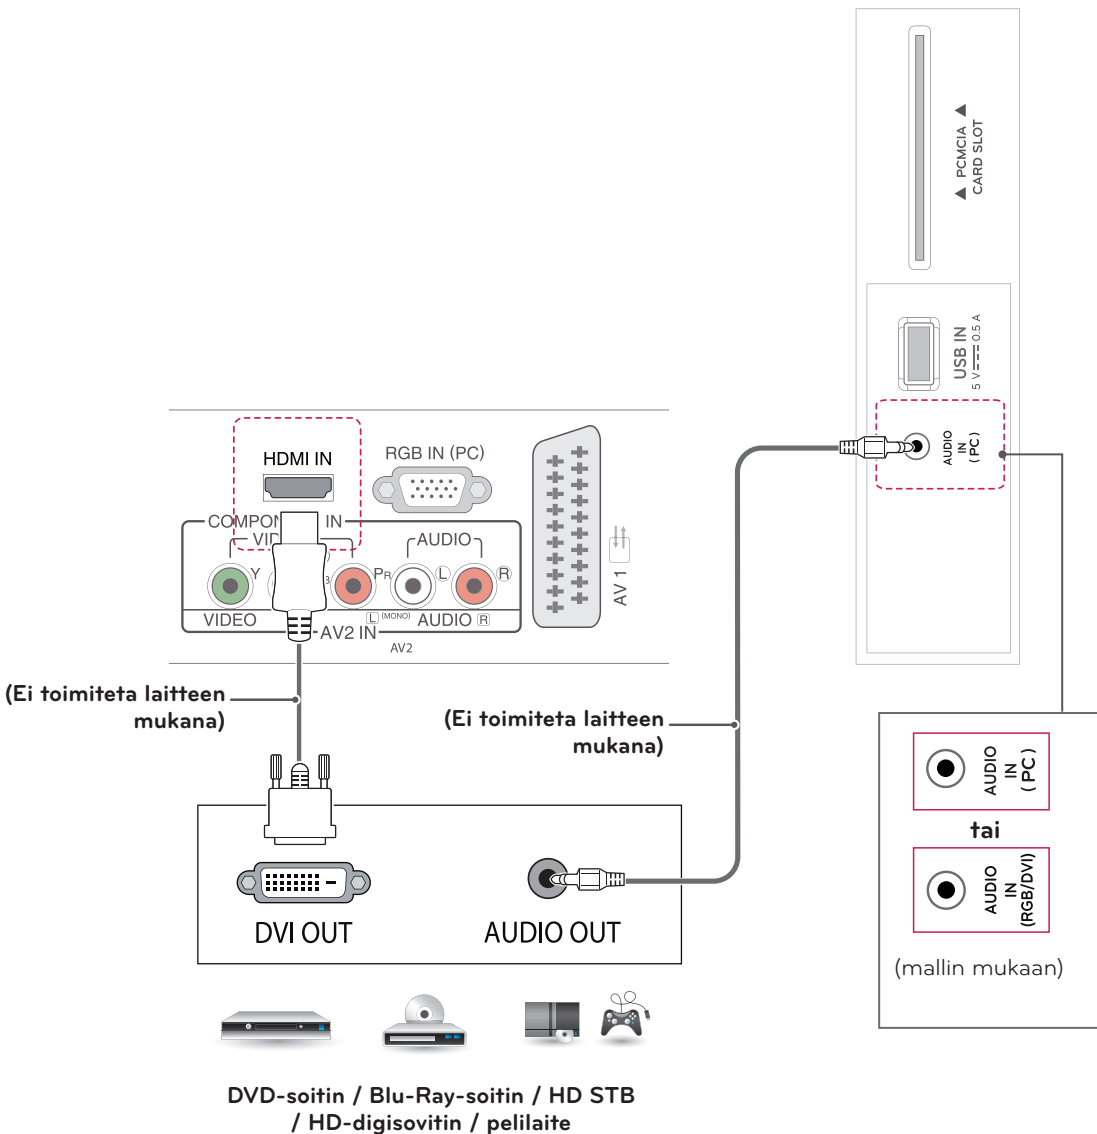 ▲ PCMCIA ▲
CARD SLOT
USB IN
5 V 0.5 A
AUDIO
IN
(PC)
HDMI IN
RGB IN (PC)
COMPON IN
VID
AUDIO
Y
B
PR
L
R
VIDEO
L (MONO)
AUDIO R
AV2 IN
AV2
AV 1
(Ei toimiteta laitteen
mukana)
(Ei toimiteta laitteen
mukana)
DVI OUT
AUDIO OUT
AUDIO
IN
(PC)
tai
AUDIO
IN
(RGB/DVI)
(mallin mukaan)
DVD-soitin / Blu-Ray-soitin / HD STB
/ HD-digisovitin / pelilaite